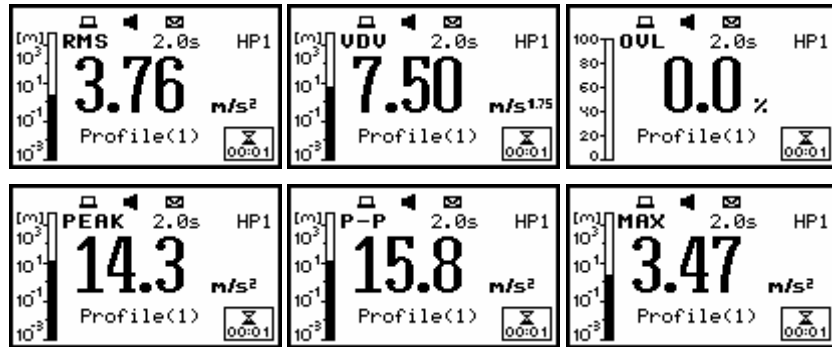 [m] RMS 2.0s HP1
10³
10¹ 3.76 m/s²
10⁻¹
Profile(1)
10⁻³ 00:01
[m] VDV 2.0s HP1
10³
10¹ 7.50 m/s¹·⁷⁵
10⁻¹
Profile(1)
10⁻³ 00:01
100 OVL 2.0s HP1
80
60 0.0 %
40
20 Profile(1)
0 00:01
[m] PEAK 2.0s HP1
10³
10¹ 14.3 m/s²
10⁻¹
Profile(1)
10⁻³ 00:01
[m] P-P 2.0s HP1
10³
10¹ 15.8 m/s²
10⁻¹
Profile(1)
10⁻³ 00:01
[m] MAX 2.0s HP1
10³
10¹ 3.47 m/s²
10⁻¹
Profile(1)
10⁻³ 00:01